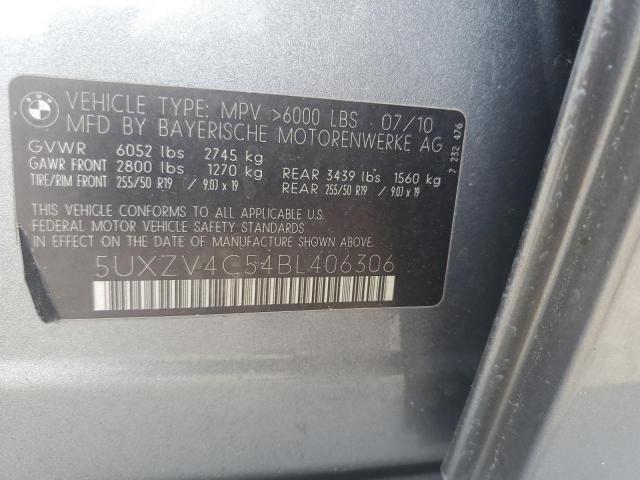 BMW
VEHICLE TYPE: MPV >6000 LBS 07/10
MFD BY BAYERISCHE MOTORENWERKE AG
GVWR 6052 lbs 2745 kg
GAWR FRONT 2800 lbs 1270 kg REAR 3439 lbs 1560 kg
TIRE/RIM FRONT 255/50 R19 / 9.0J x 19 REAR 255/50 R19 / 9.0J x 19
THIS VEHICLE CONFORMS TO ALL APPLICABLE U.S.
FEDERAL MOTOR VEHICLE SAFETY STANDARDS
IN EFFECT ON THE DATE OF MANUFACTURE SHOWN ABOVE.
5UXZV4C54BL406306
7 232 476